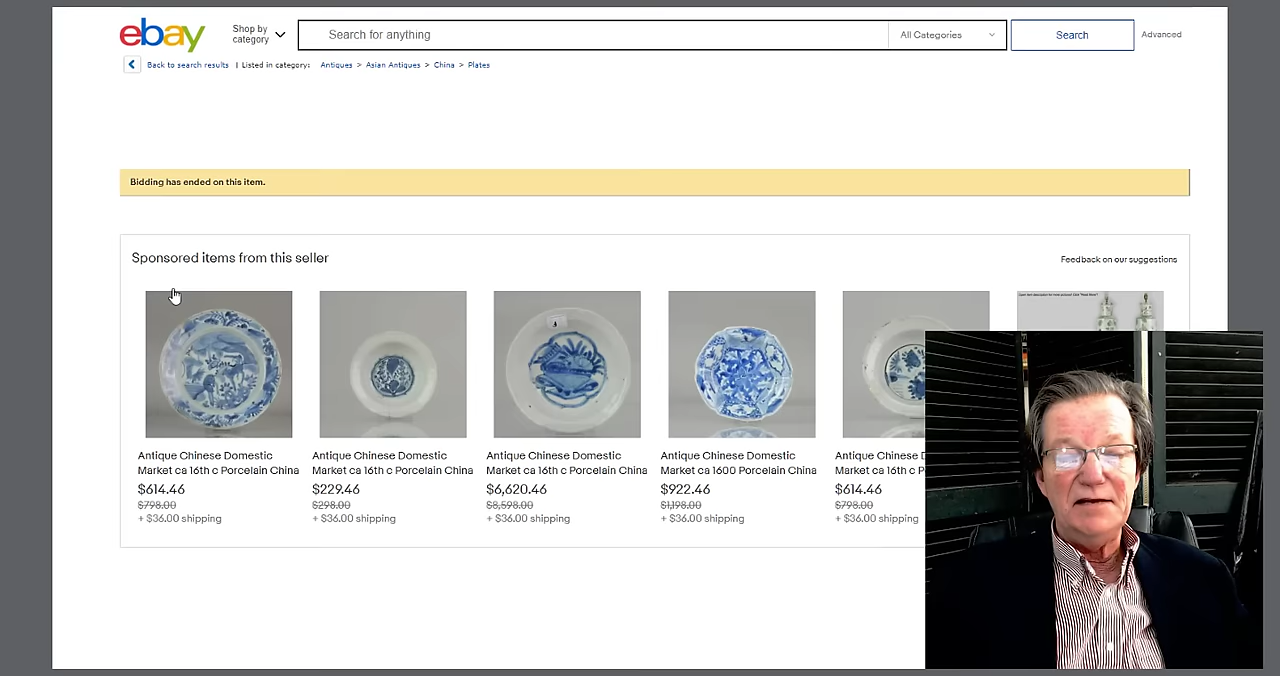 ebay
Shop by
category
Search for anything
All Categories
Search
Advanced
Back to search results | Listed in category: Antiques > Asian Antiques > China > Plates
Bidding has ended on this item.
Sponsored items from this seller
Feedback on our suggestions
Antique Chinese Domestic
Market ca 16th c Porcelain China
$614.46
$798.00
+ $36.00 shipping
Antique Chinese Domestic
Market ca 16th c Porcelain China
$229.46
$298.00
+ $36.00 shipping
Antique Chinese Domestic
Market ca 16th c Porcelain China
$6,620.46
$8,598.00
+ $36.00 shipping
Antique Chinese Domestic
Market ca 1600 Porcelain China
$922.46
$1,198.00
+ $36.00 shipping
Antique Chinese D
Market ca 16th c P
$614.46
$798.00
+ $36.00 shipping